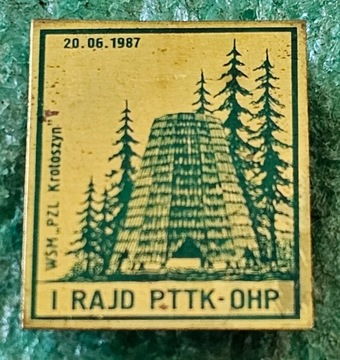 20.06.1987
WSM „PZL Krotoszyn"
I RAJD PTTK-OHP